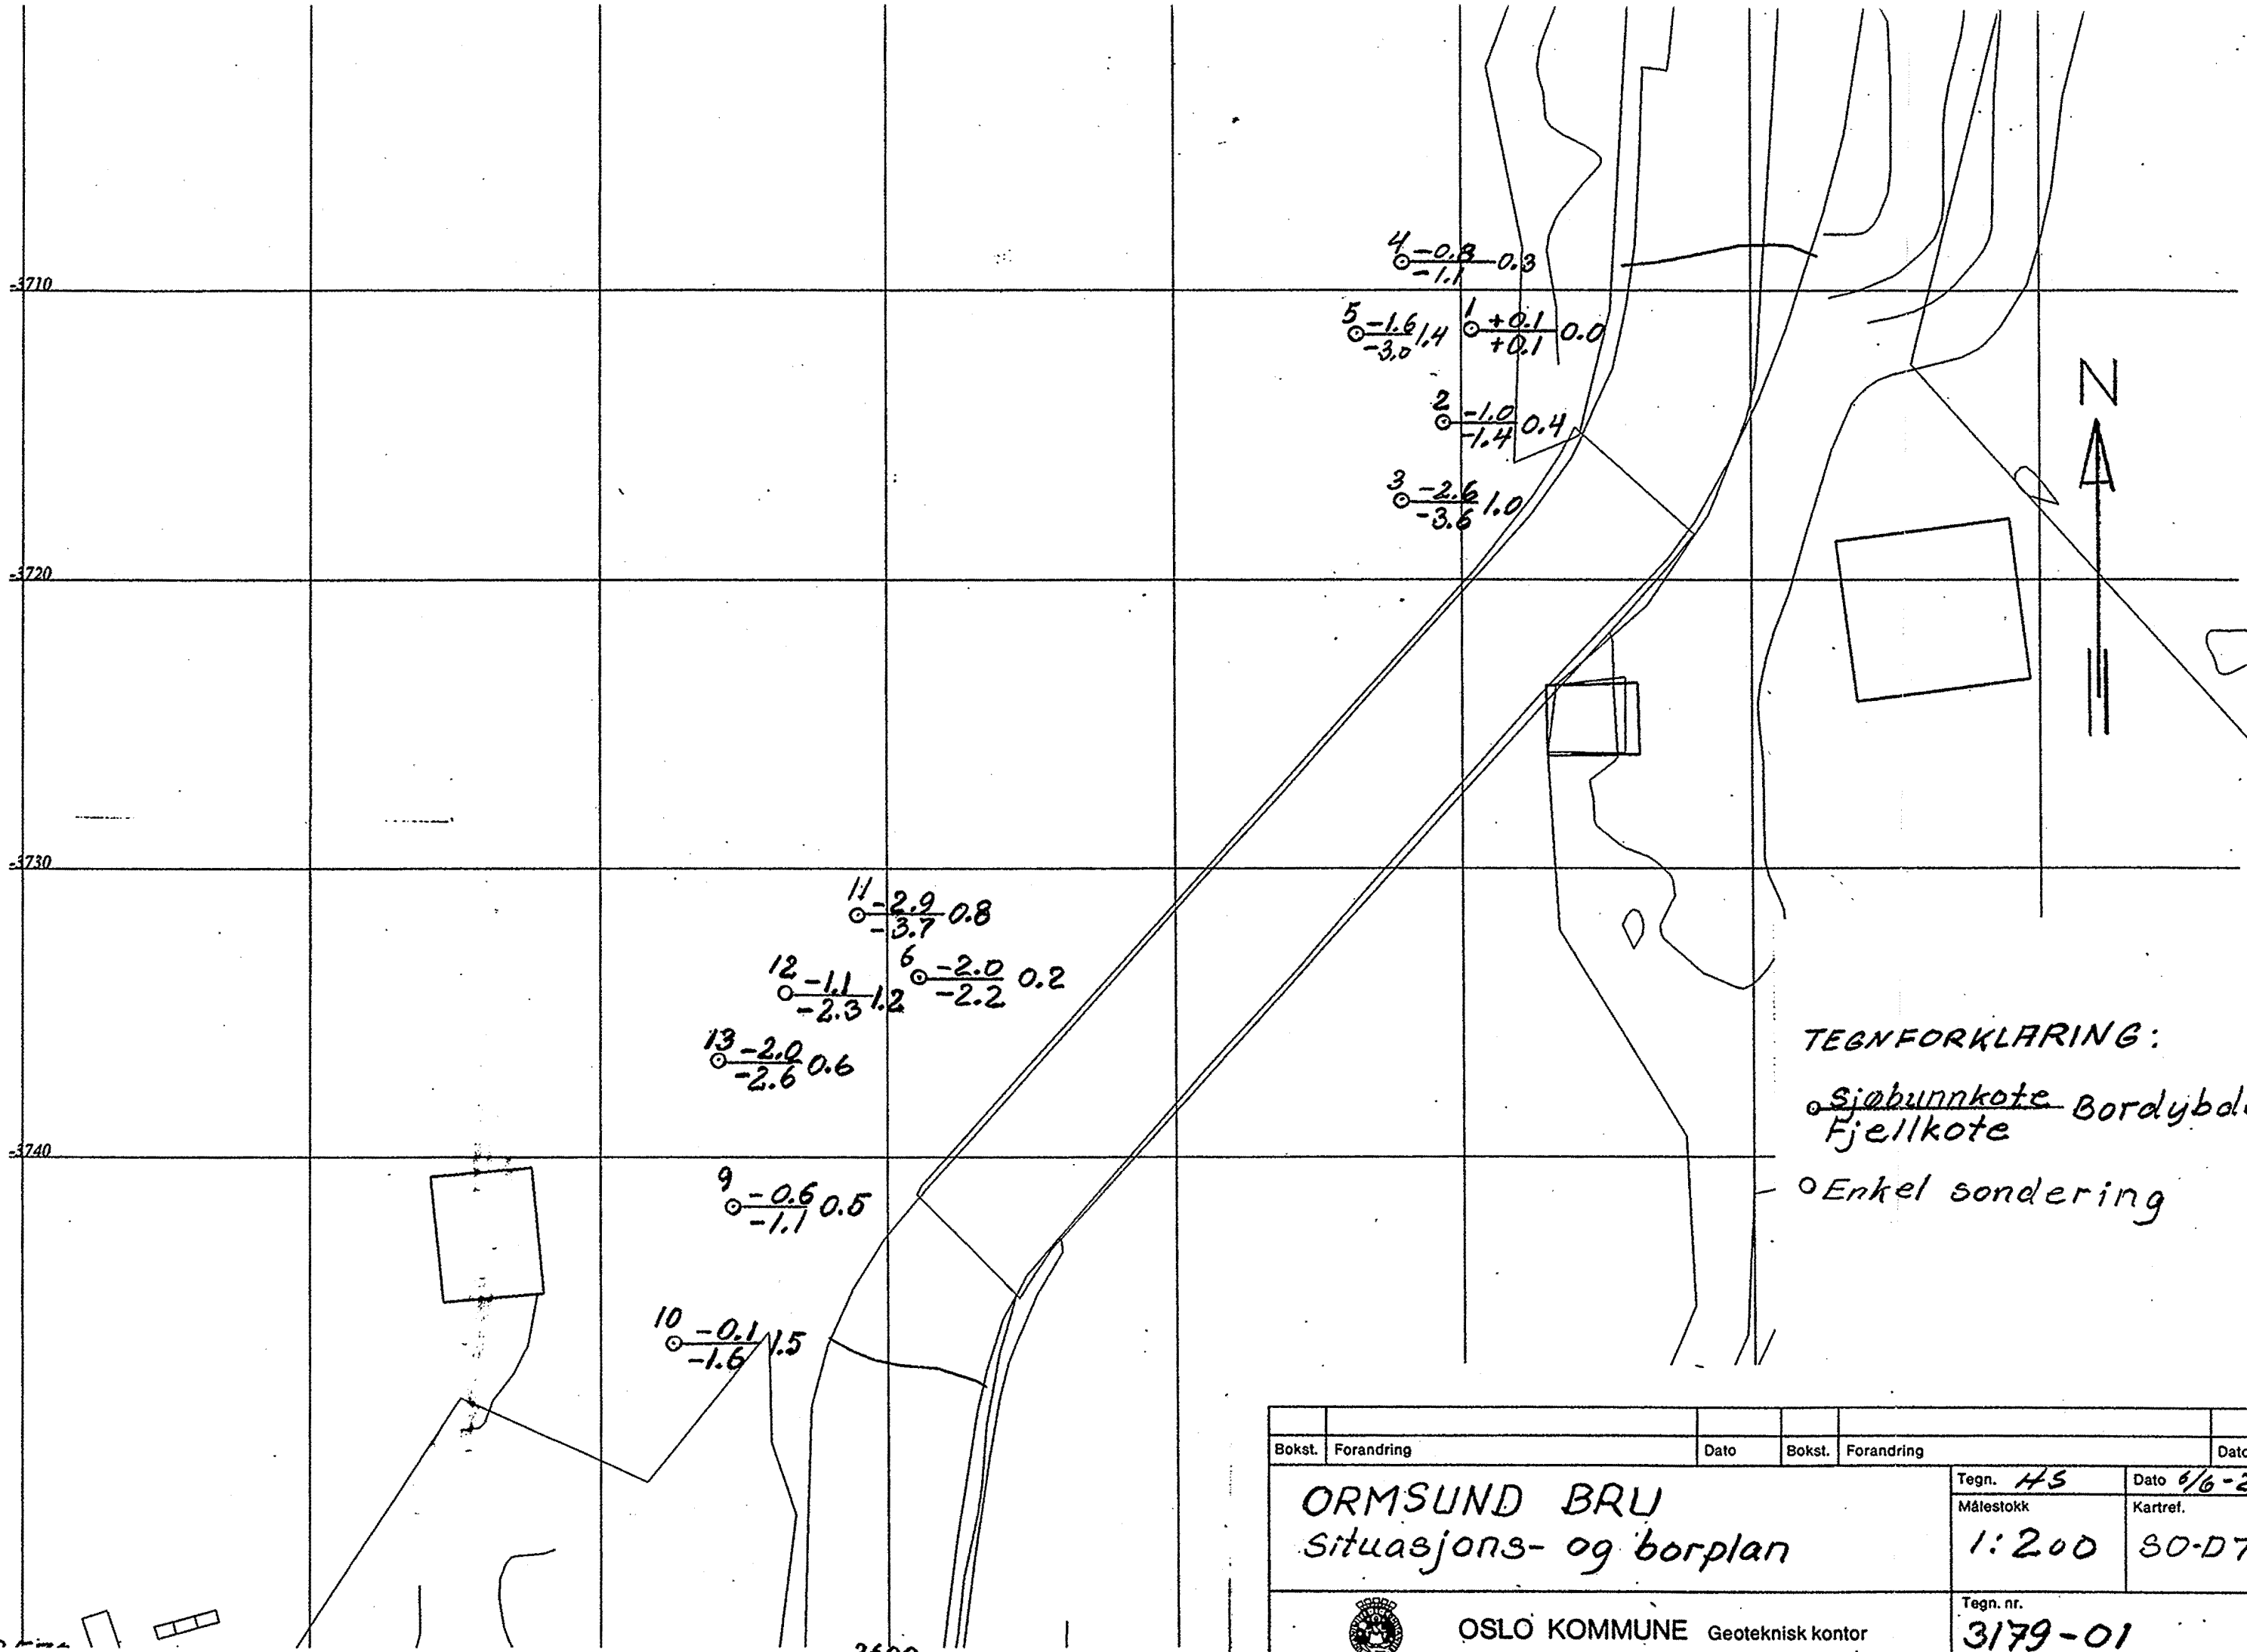 4 -0.8 0.3
-1.1
-3710
5 -1.6 1.4
-3.0
1 +0.1 0.0
+0.1
N
2 -1.0 0.4
-1.4
3 -2.6 1.0
-3.6
-3720
-3730
11 -2.9 0.8
-3.7
6 -2.0 0.2
-2.2
12 -1.1 1.2
-2.3
13 -2.0 0.6
-2.6
TEGNFORKLARING:
Sjøbunnkote
Fjellkote
Enkel sondering
-3740
9 -0.6 0.5
-1.1
10 -0.1 1.5
-1.6
Bokst. Forandring Dato Bokst. Forandring
ORMSUND BRU
situasjons- og borplan
Tegn. HS
Dato
Målestokk
1:200
Kartref.
OSLO KOMMUNE Geoteknisk kontor
Tegn. nr.
3179-01